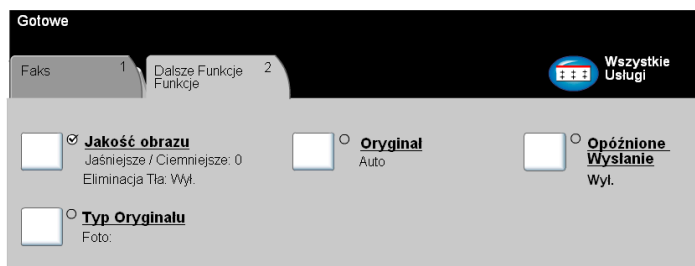 Gotowe
Faks 1
Dalsze Funkcje 2
Funkcje
Wszystkie
Usługi
Jakość obrazu
Jaśniejsze / Ciemniejsze: 0
Eliminacja Tła: Wył.
Oryginal
Auto
Opóźnione
Wysłanie
Wył.
Typ Oryginału
Foto: